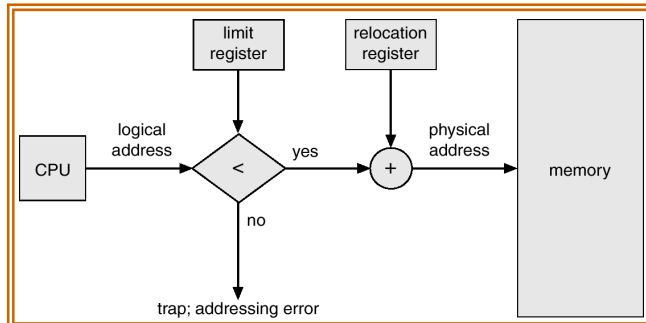 limit
register
relocation
register
logical
address
yes
physical
address
CPU
<
+
memory
no
trap; addressing error